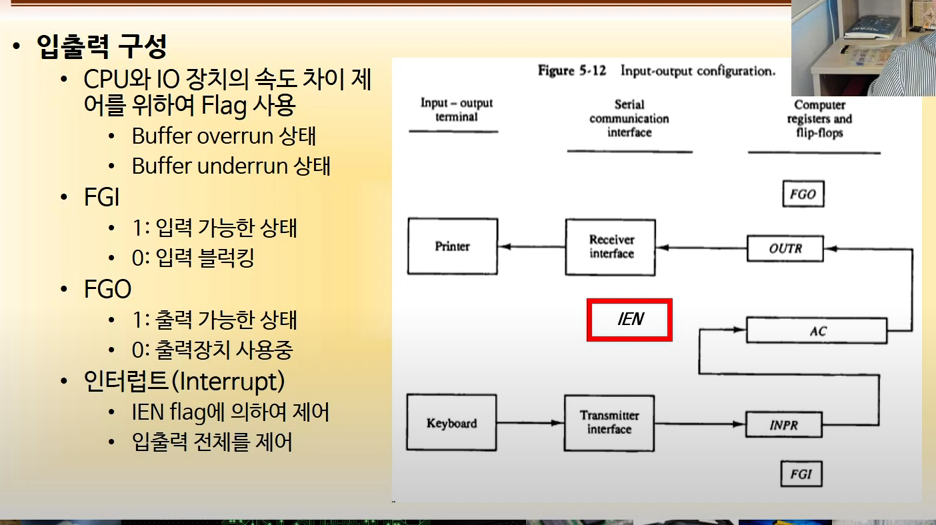 • 입출력 구성
• CPU와 IO 장치의 속도 차이 제
어를 위하여 Flag 사용
• Buffer overrun 상태
• Buffer underrun 상태
• FGI
• 1: 입력 가능한 상태
• 0: 입력 블럭킹
• FGO
• 1: 출력 가능한 상태
• 0: 출력장치 사용중
• 인터럽트(Interrupt)
• IEN flag에 의하여 제어
• 입출력 전체를 제어
Figure 5-12 Input-output configuration.
Input – output
terminal
Serial
communication
interface
Computer
registers and
flip-flops
FGO
Printer
Receiver
interface
OUTR
IEN
AC
Keyboard
Transmitter
interface
INPR
FGI